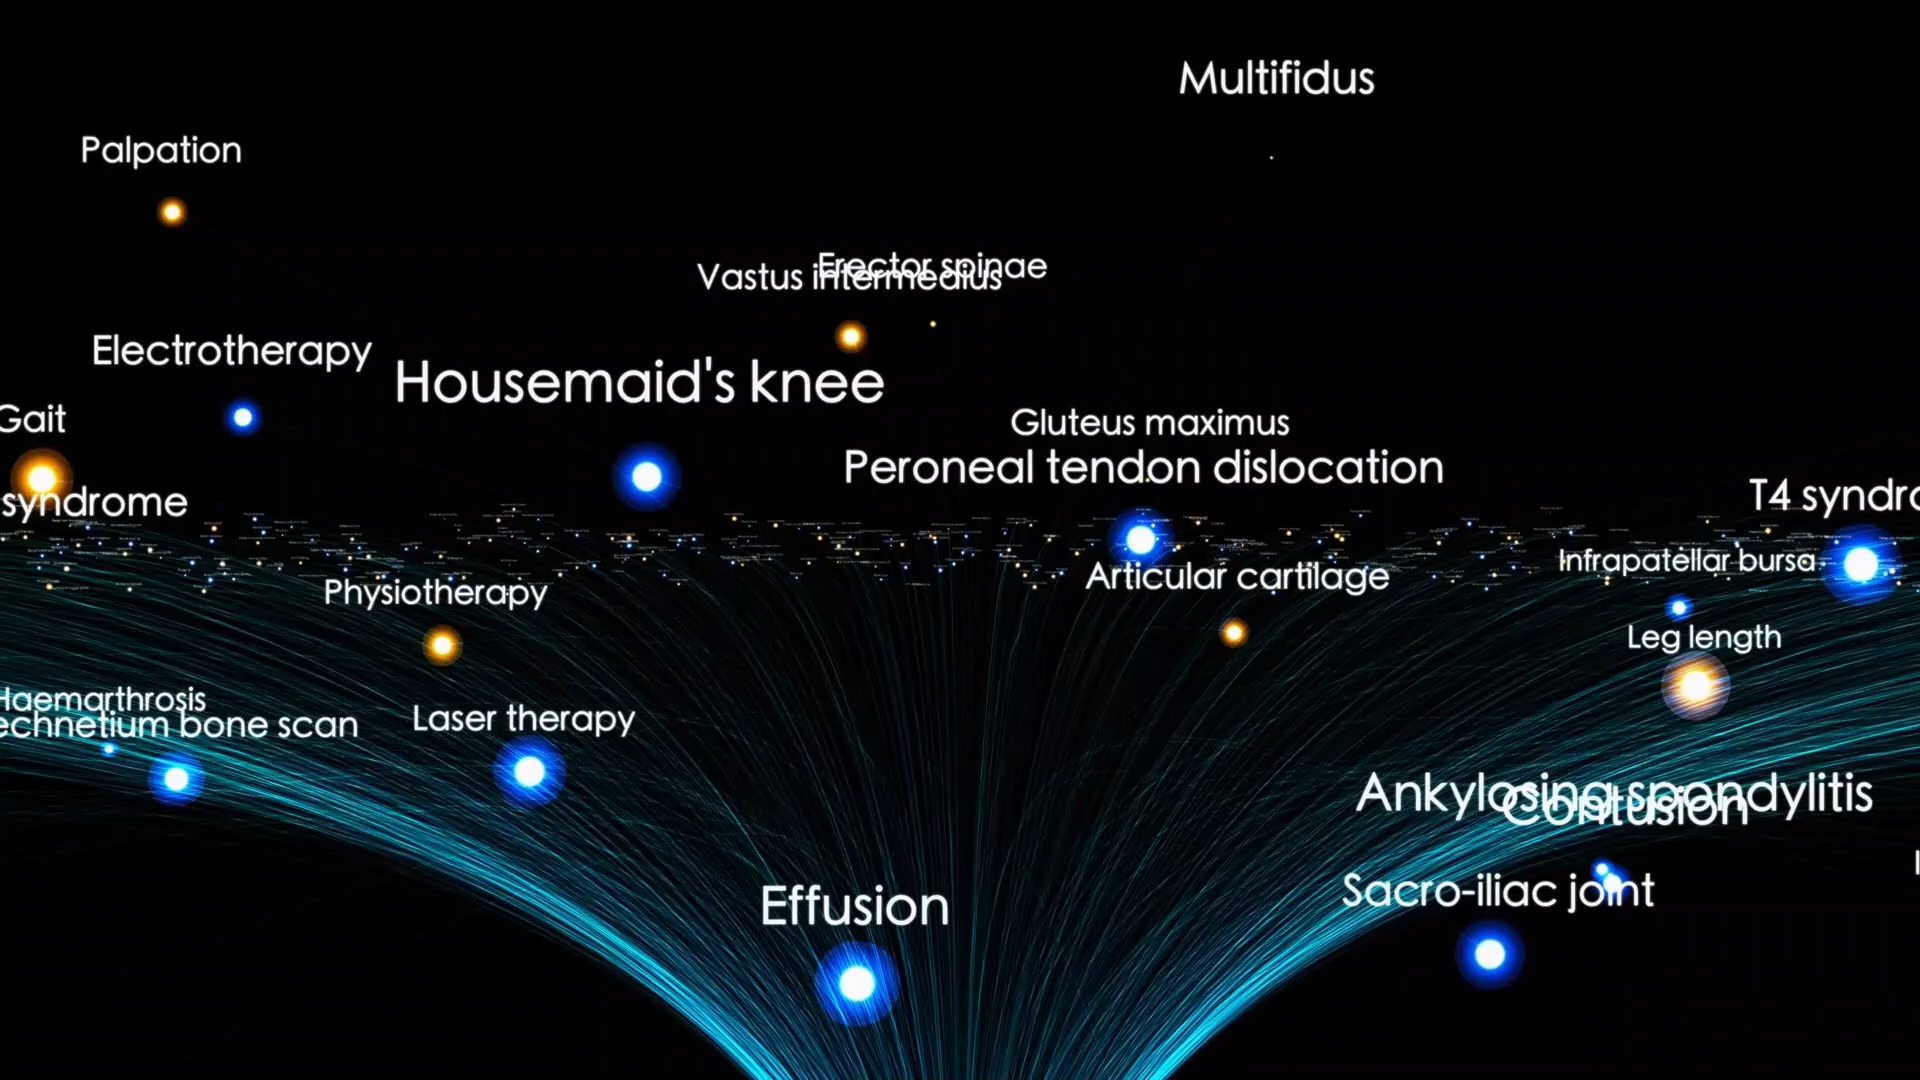 Multifidus
Palpation
Erector spinae
Vastus intermedius
Electrotherapy
Housemaid's knee
Gait
Gluteus maximus
Peroneal tendon dislocation
syndrome
T4 syndro
Infrapatellar bursa
Articular cartilage
Physiotherapy
Leg length
Haemarthrosis
echnetium bone scan
Laser therapy
Ankylosing spondylitis
Contusion
Sacro-iliac joint
Effusion